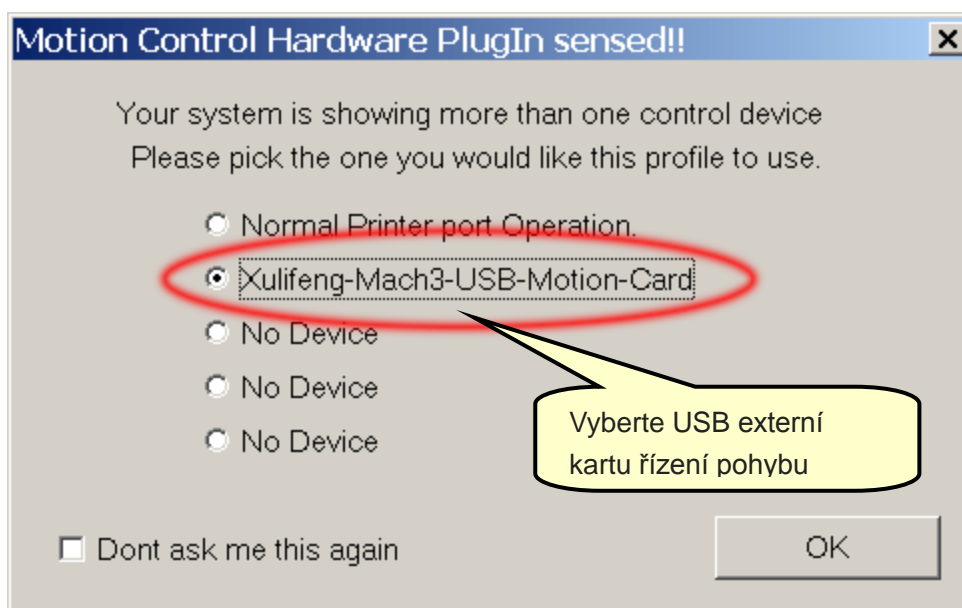 Motion Control Hardware PlugIn sensed!!
Your system is showing more than one control device
Please pick the one you would like this profile to use.
Normal Printer port Operation.
Xulifeng-Mach3-USB-Motion-Card
No Device
No Device
No Device
Vyberte USB externí
kartu řízení pohybu
Dont ask me this again
OK